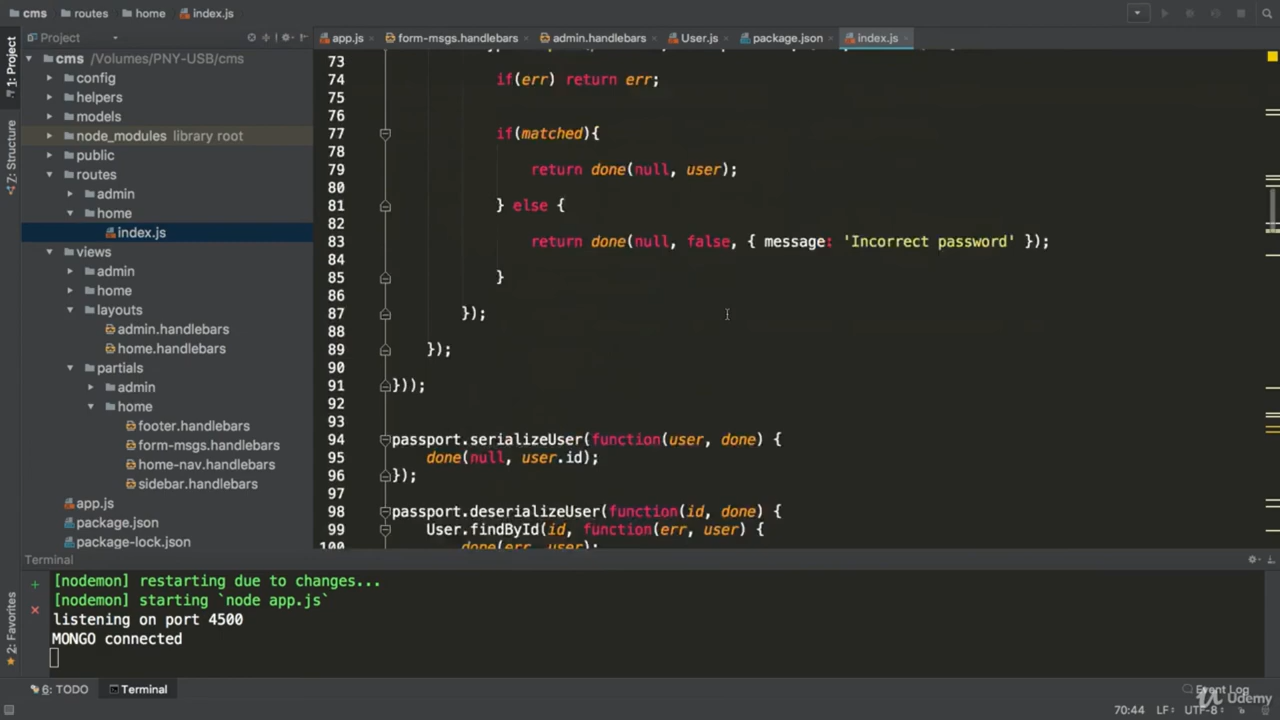 cms routes home index.js
Project
app.js form-msgs.handlebars admin.handlebars User.js package.json index.js
1: Project
Z: Structure
2: Favorites
cms /Volumes/PNY-USB/cms
config
helpers
models
node_modules library root
public
routes
admin
home
index.js
views
admin
home
layouts
admin.handlebars
home.handlebars
partials
admin
home
footer.handlebars
form-msgs.handlebars
home-nav.handlebars
sidebar.handlebars
app.js
package.json
package-lock.json
73
74 if(err) return err;
75
76
77 if(matched){
78
79 return done(null, user);
80
81 } else {
82
83 return done(null, false, { message: 'Incorrect password' });
84
85 }
86
87 });
88
89 });
90
91 }));
92
93
94 passport.serializeUser(function(user, done) {
95 done(null, user.id);
96 });
97
98 passport.deserializeUser(function(id, done) {
99 User.findById(id, function(err, user) {
100 done(err, user);
Terminal
[nodemon] restarting due to changes...
[nodemon] starting `node app.js`
listening on port 4500
MONGO connected
6: TODO Terminal Event Log
Udemy
70:44 LF: UTF-8: